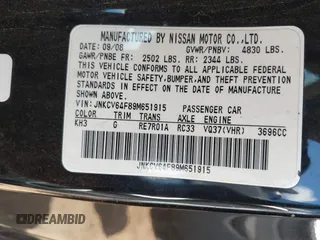 MANUFACTURED BY NISSAN MOTOR CO.,LTD.
DATE: 09/08 GVWR/PNBV: 4830 LBS.
GAWR/PNBE FR: 2502 LBS. RR: 2344 LBS.
THIS VEHICLE CONFORMS TO ALL APPLICABLE FEDERAL
MOTOR VEHICLE SAFETY, BUMPER, AND THEFT PREVENTION
STANDARDS IN EFFECT ON THE DATE OF MANUFACTURE
SHOWN ABOVE.
VIN: JNKCV64F89M651915 PASSENGER CAR
COLOR TRIM TRANS AXLE ENGINE
KH3 G RE7R01A RC33 VQ37(VHR) 3696CC
JNKCV64F89M651915
BIDFAX.INFO